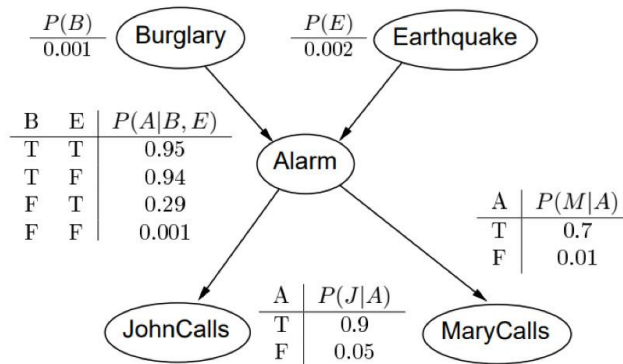 P(B)
0.001
Burglary
P(E)
0.002
Earthquake
B E P(A|B, E)
T T 0.95
T F 0.94
F T 0.29
F F 0.001
Alarm
A P(M|A)
T 0.7
F 0.01
JohnCalls
A P(J|A)
T 0.9
F 0.05
MaryCalls